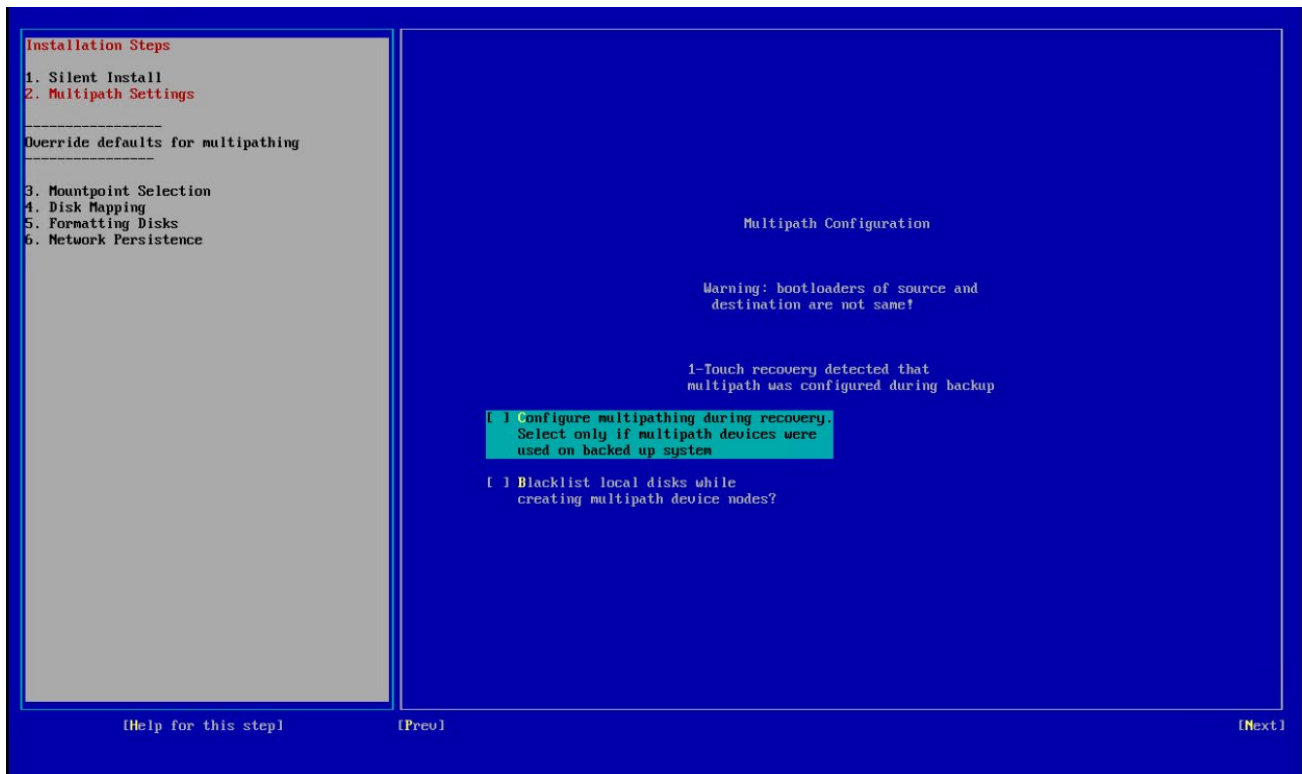 Installation Steps
1. Silent Install
2. Multipath Settings
-----------------
Override defaults for multipathing
----------------
3. Mountpoint Selection
4. Disk Mapping
5. Formatting Disks
6. Network Persistence
Multipath Configuration
Warning: bootloaders of source and
destination are not same!
1-Touch recovery detected that
multipath was configured during backup
[ ] Configure multipathing during recovery.
Select only if multipath devices were
used on backed up system
[ ] Blacklist local disks while
creating multipath device nodes?
[Help for this step] [Prev] [Next]